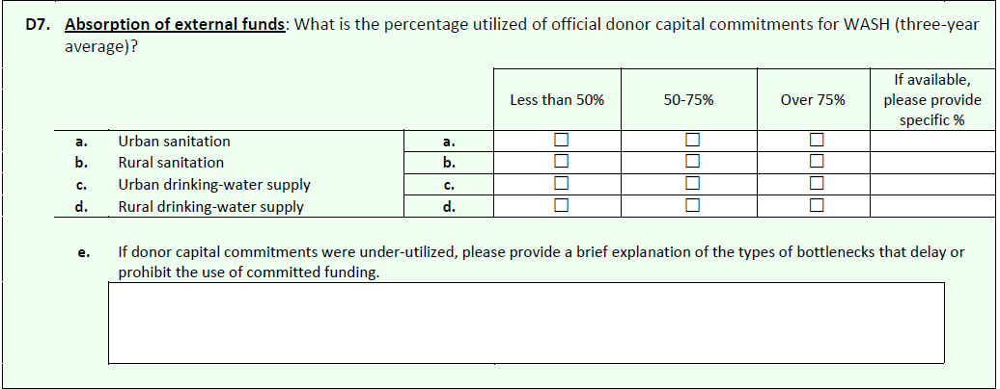 D7. Absorption of external funds: What is the percentage utilized of official donor capital commitments for WASH (three-year
average)?
Less than 50% 50-75% Over 75% If available,
please provide
specific %
a. Urban sanitation a. ☐ ☐ ☐
b. Rural sanitation b. ☐ ☐ ☐
c. Urban drinking-water supply c. ☐ ☐ ☐
d. Rural drinking-water supply d. ☐ ☐ ☐
e. If donor capital commitments were under-utilized, please provide a brief explanation of the types of bottlenecks that delay or
prohibit the use of committed funding.